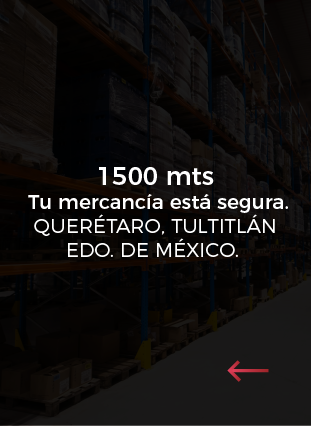 1500 mts
Tu mercancía está segura.
QUERÉTARO, TULTITLÁN
EDO. DE MÉXICO.